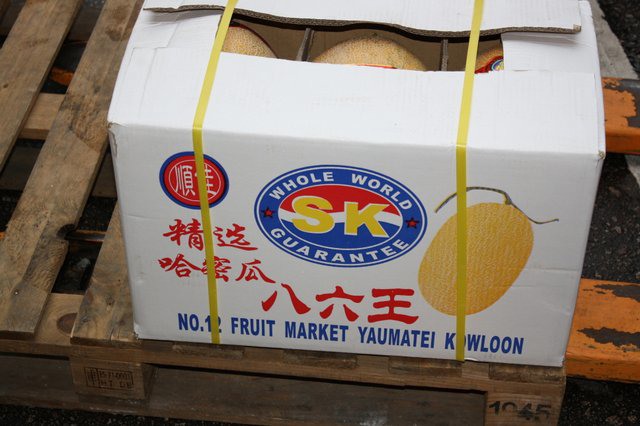 順佳
WHOLE WORLD
SK
GUARANTEE
精选
哈蜜瓜
八六王
NO.12 FRUIT MARKET YAUMATEI KOWLOON
1045